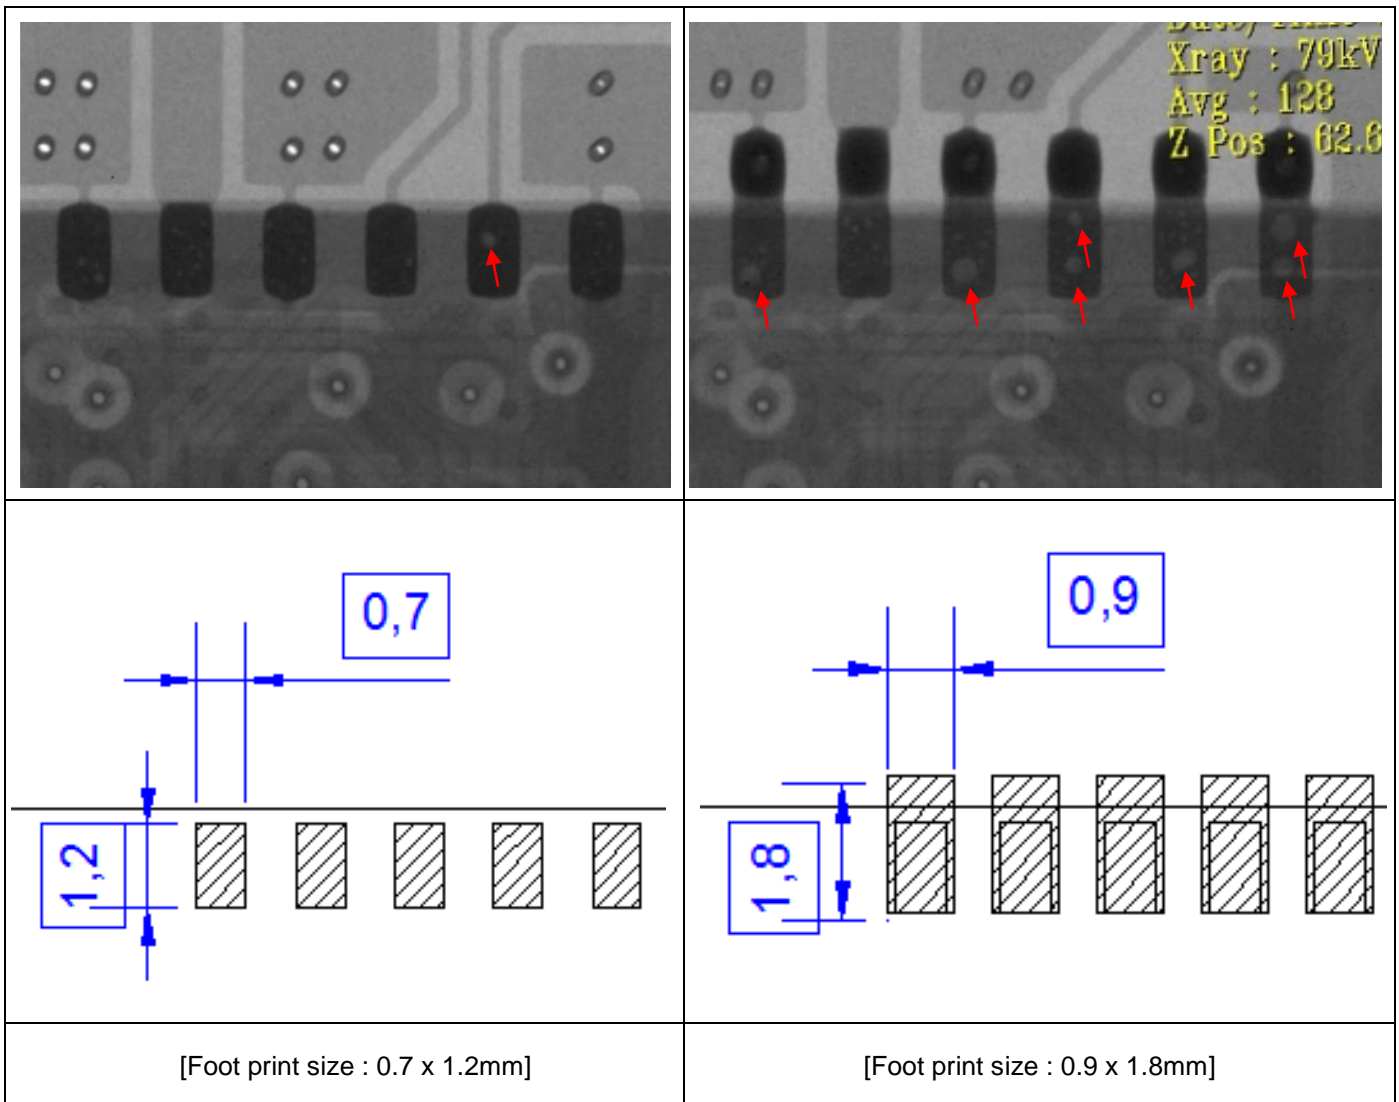 Xray : 79kV
Avg : 128
Z Pos : 62.6
0,7
0,9
1,2
1,8
[Foot print size : 0.7 x 1.2mm]
[Foot print size : 0.9 x 1.8mm]